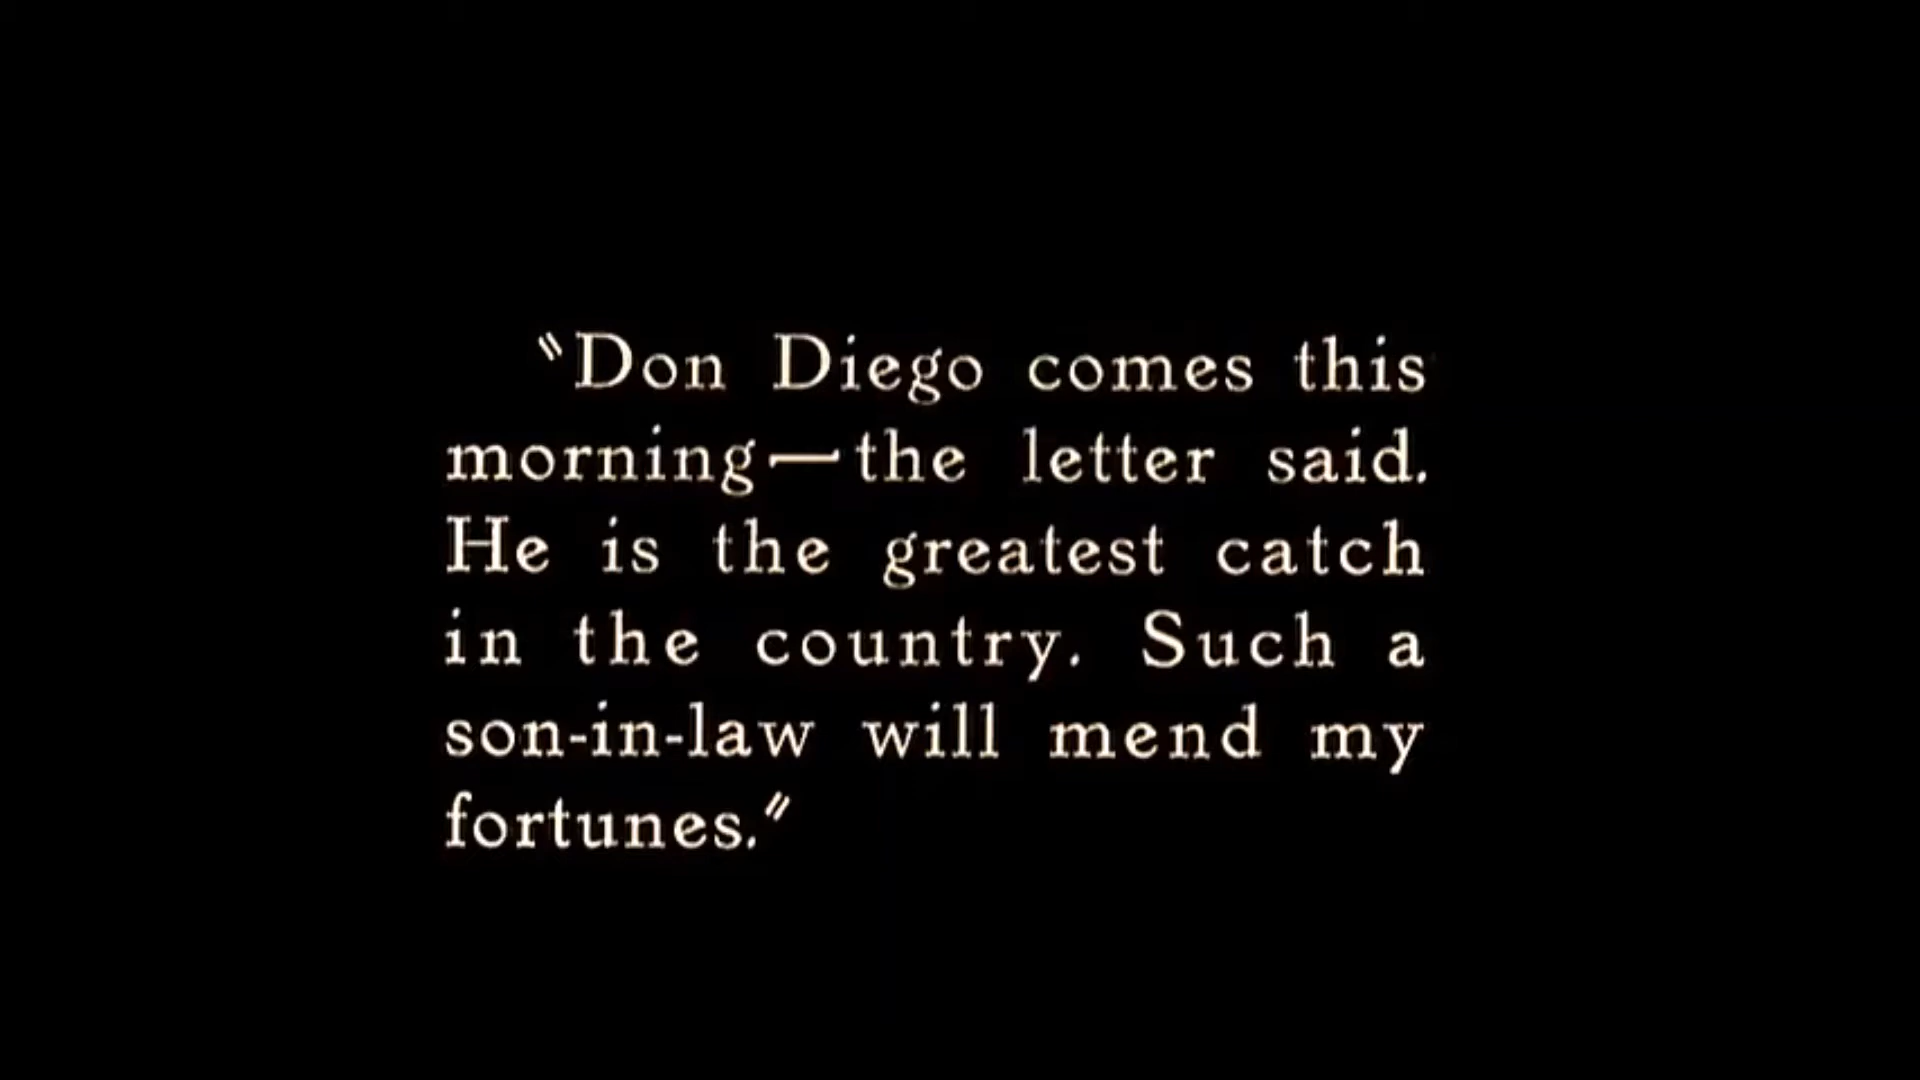 "Don Diego comes this
morning—the letter said.
He is the greatest catch
in the country. Such a
son-in-law will mend my
fortunes."